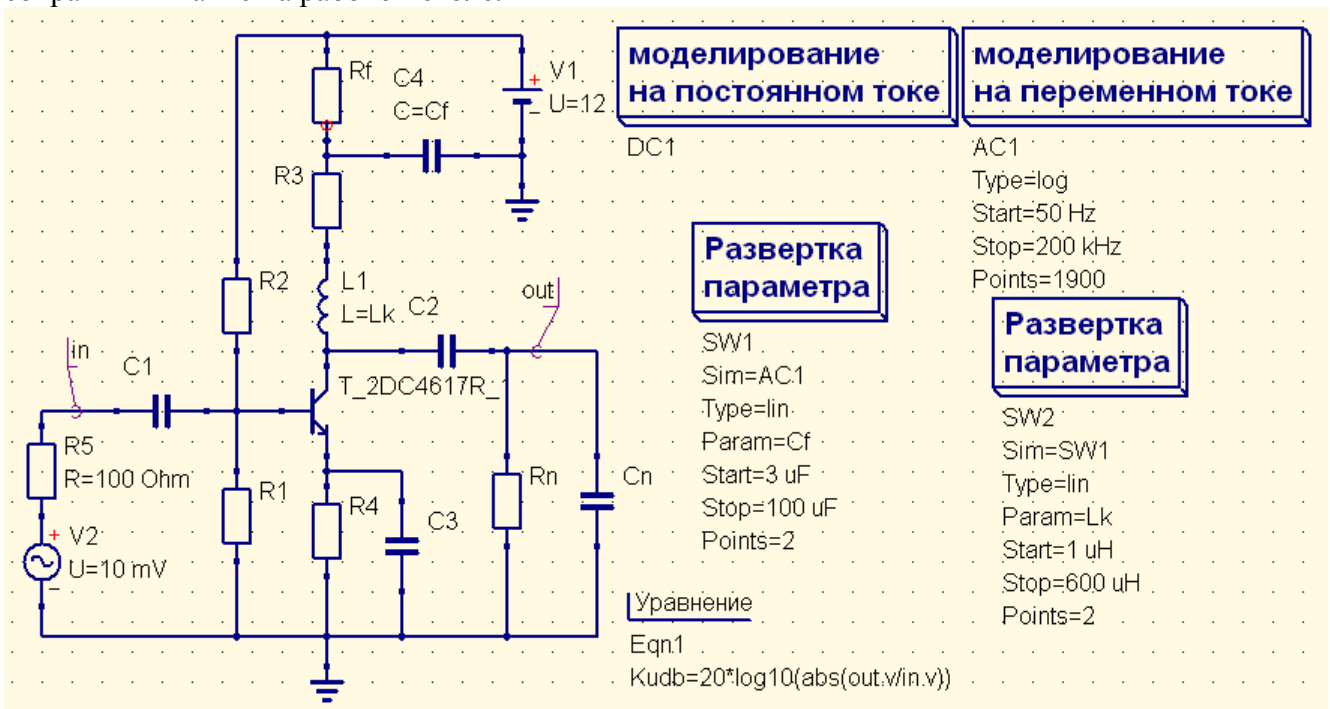 Rf
C4
C=Cf
V1
U=12
R3
R2
L1
L=Lk
C2
out
in
C1
T_2DC4617R_
R5
R=100 Ohm
R1
R4
C3
Rn
Cn
V2
U=10 mV
моделирование
на постоянном токе
DC1
моделирование
на переменном токе
AC1
Type=log
Start=50 Hz
Stop=200 kHz
Points=1900
Развертка
параметра
SW1
Sim=AC1
Type=lin
Param=Cf
Start=3 uF
Stop=100 uF
Points=2
Развертка
параметра
SW2
Sim=SW1
Type=lin
Param=Lk
Start=1 uH
Stop=600 uH
Points=2
Уравнение
Eqn1
Kudb=20*log10(abs(out.v/in.v))